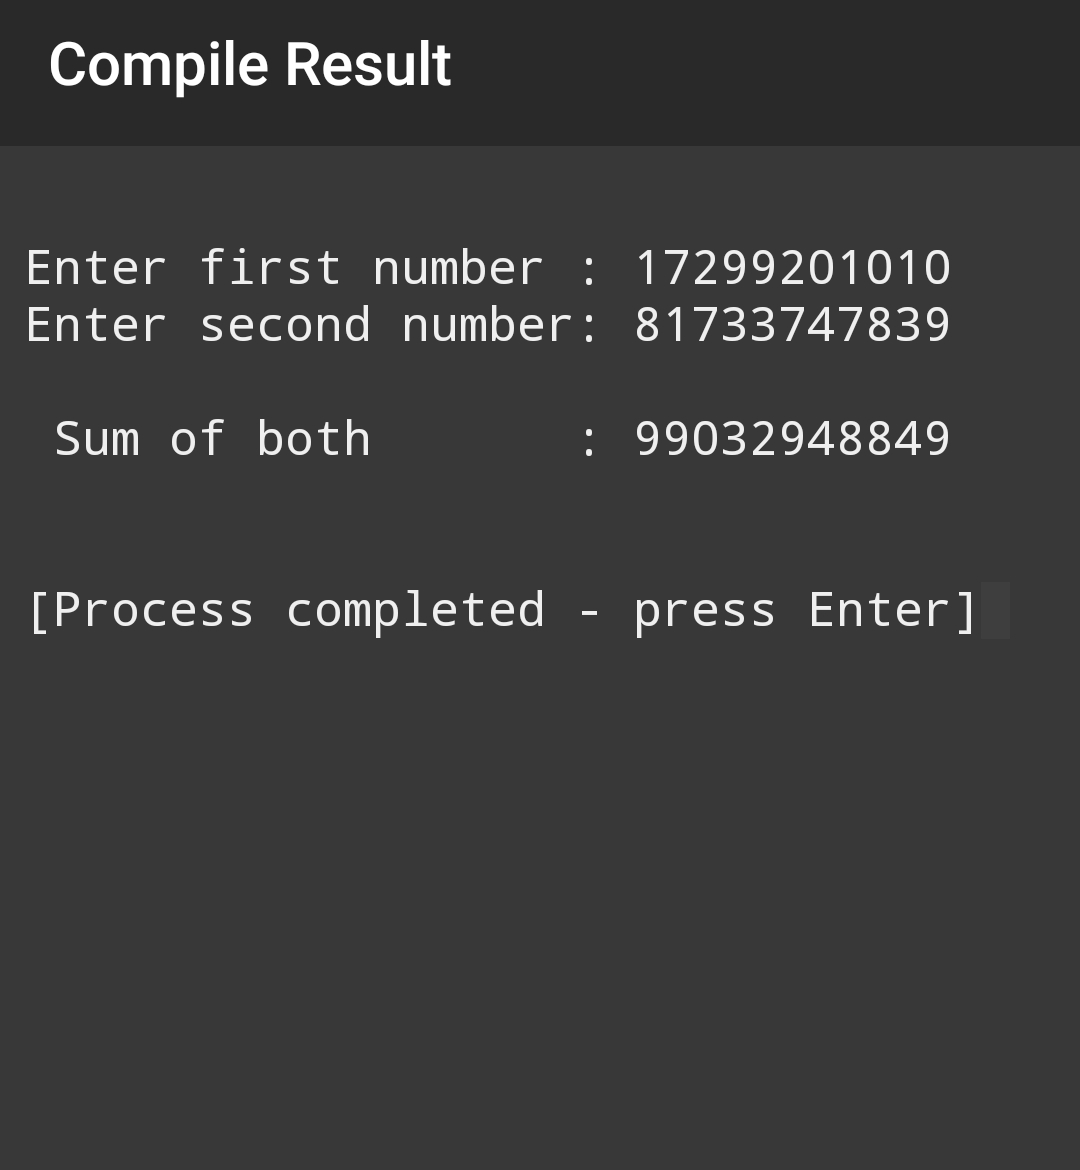 Compile Result
Enter first number : 17299201010
Enter second number: 81733747839
Sum of both : 99032948849
[Process completed - press Enter]